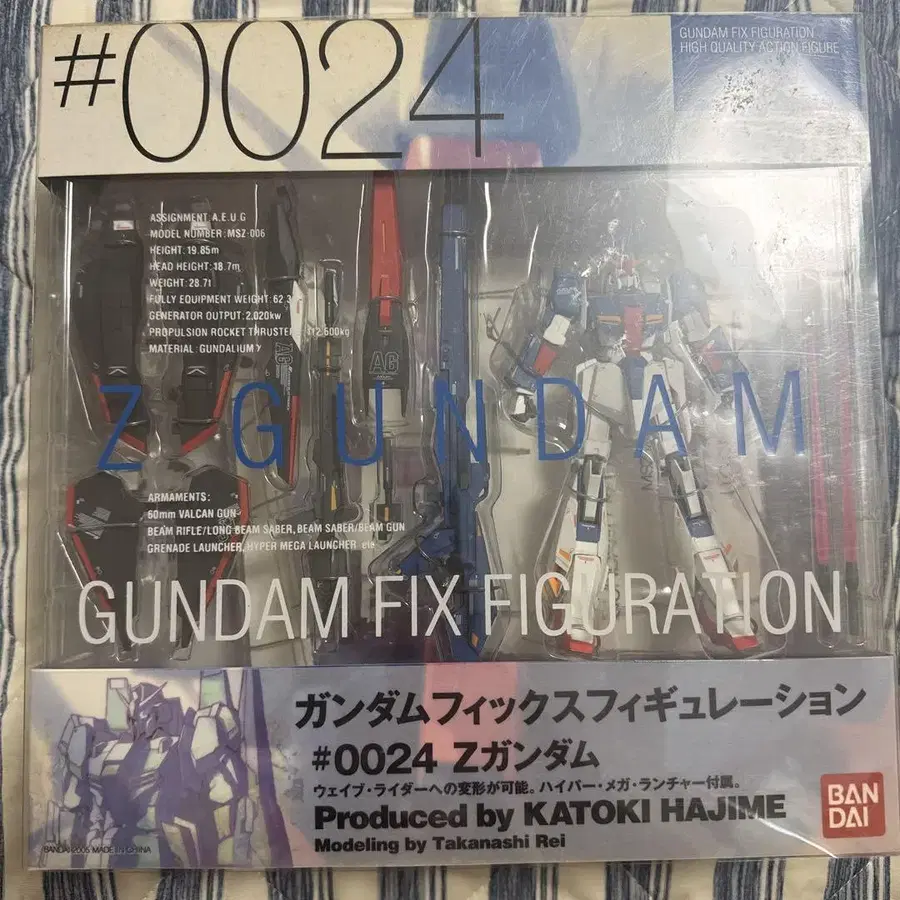 #0024
GUNDAM FIX FIGURATION
HIGH QUALITY ACTION FIGURE
ASSIGNMENT: A.E.U.G
MODEL NUMBER: MSZ-006
HEIGHT: 19.85m
HEAD HEIGHT: 18.7m
WEIGHT: 28.7t
FULLY EQUIPMENT WEIGHT: 62.3
GENERATOR OUTPUT: 2,020kw
PROPULSION ROCKET THRUSTER
MATERIAL: GUNDALIUM γ
AG
AG
Z GUNDAM
ARMAMENTS:
60mm VALCAN GUN
BEAM RIFLE/LONG BEAM SABER, BEAM SABER/BEAM GUN
GRENADE LAUNCHER, HYPER MEGA LAUNCHER etc
GUNDAM FIX FIGURATION
ガンダムフィックスフィギュレーション
#0024 Zガンダム
ウェイブ・ライダーへの変形が可能。ハイパー・メガ・ランチャー付属。
Produced by KATOKI HAJIME
Modeling by Takanashi Rei
BAN
DAI
BANDAI 2005 MADE IN CHINA